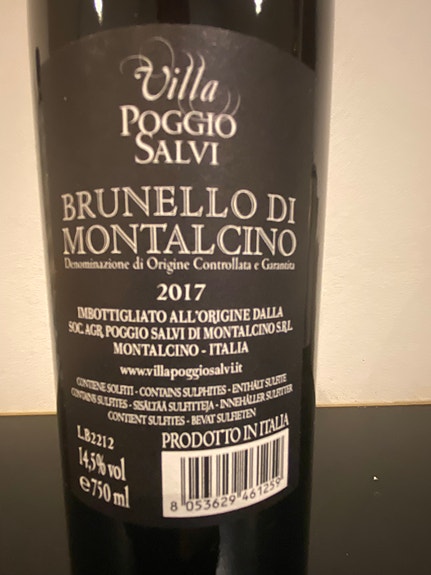 Villa
POGGIO
SALVI
BRUNELLO DI
MONTALCINO
Denominazione di Origine Controllata e Garantita
2017
IMBOTTIGLIATO ALL'ORIGINE DALLA
SOC. AGR. POGGIO SALVI DI MONTALCINO S.R.L.
MONTALCINO - ITALIA
www.villapoggiosalvi.it
CONTIENE SOLFITI - CONTAINS SULPHITES - ENTHÄLT SULFITE
CONTAINS SULFITES - SISÄLTÄÄ SULFIITTEJA - INNEHÅLLER SULFITER
CONTIENT SULFITES - BEVAT SULFIETEN
L.B2212
PRODOTTO IN ITALIA
14,5% vol
e 750 ml
8 053629 461259